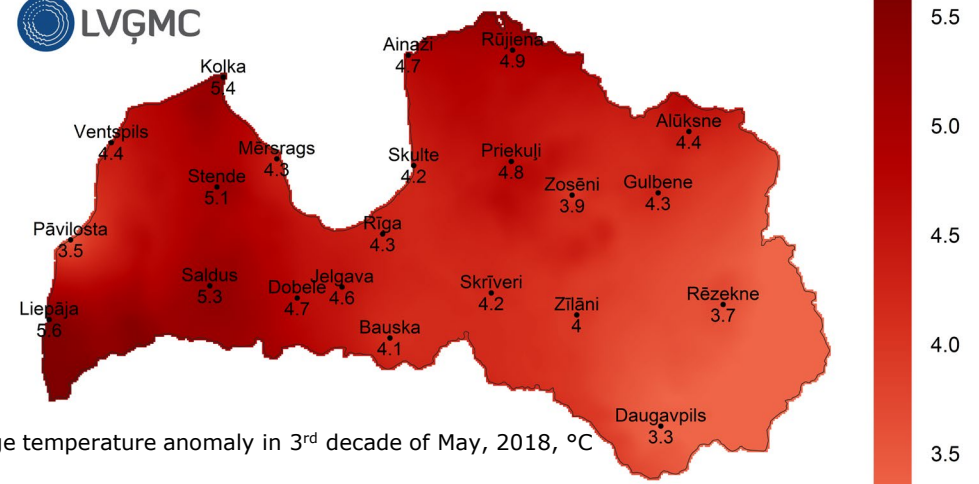 LVĢMC
5.5
Ainaži
4.7
Rūjiena
4.9
Kolka
5.4
5.0
Ventspils
4.4
Mērsrags
4.3
Skulte
4.2
Priekuļi
4.8
Alūksne
4.4
Stende
5.1
Zosēni
3.9
Gulbene
4.3
Pāvilosta
3.5
Rīga
4.3
4.5
Saldus
5.3
Dobele
4.7
Jelgava
4.6
Skrīveri
4.2
Zīlāni
4
Rēzekne
3.7
Liepāja
5.6
Bauska
4.1
4.0
Daugavpils
3.3
ge temperature anomaly in 3rd decade of May, 2018, °C
3.5